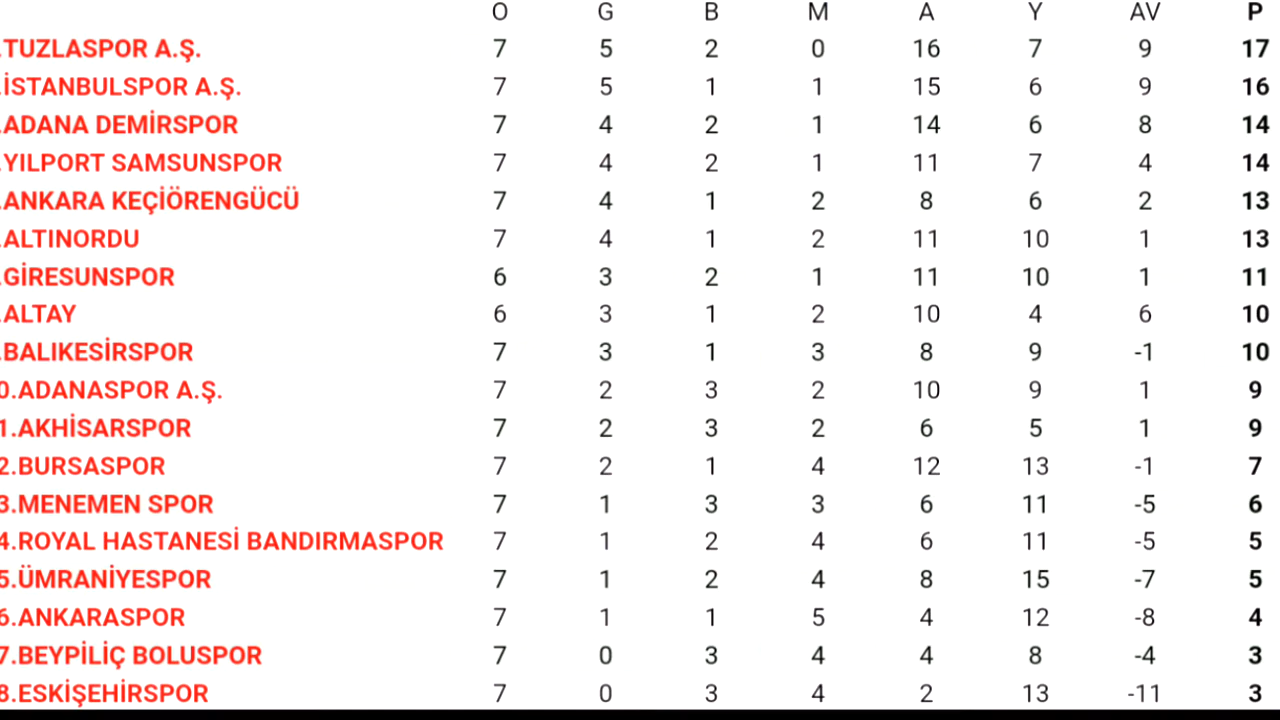 O G B M A Y AV P
.TUZLASPOR A.Ş. 7 5 2 0 16 7 9 17
.İSTANBULSPOR A.Ş. 7 5 1 1 15 6 9 16
.ADANA DEMİRSPOR 7 4 2 1 14 6 8 14
.YILPORT SAMSUNSPOR 7 4 2 1 11 7 4 14
.ANKARA KEÇİÖRENGÜCÜ 7 4 1 2 8 6 2 13
.ALTINORDU 7 4 1 2 11 10 1 13
.GİRESUNSPOR 6 3 2 1 11 10 1 11
.ALTAY 6 3 1 2 10 4 6 10
.BALIKESİRSPOR 7 3 1 3 8 9 -1 10
0.ADANASPOR A.Ş. 7 2 3 2 10 9 1 9
1.AKHİSARSPOR 7 2 3 2 6 5 1 9
2.BURSASPOR 7 2 1 4 12 13 -1 7
3.MENEMEN SPOR 7 1 3 3 6 11 -5 6
4.ROYAL HASTANESİ BANDIRMASPOR 7 1 2 4 6 11 -5 5
5.ÜMRANİYESPOR 7 1 2 4 8 15 -7 5
6.ANKARASPOR 7 1 1 5 4 12 -8 4
7.BEYPİLİÇ BOLUSPOR 7 0 3 4 4 8 -4 3
8.ESKİŞEHİRSPOR 7 0 3 4 2 13 -11 3